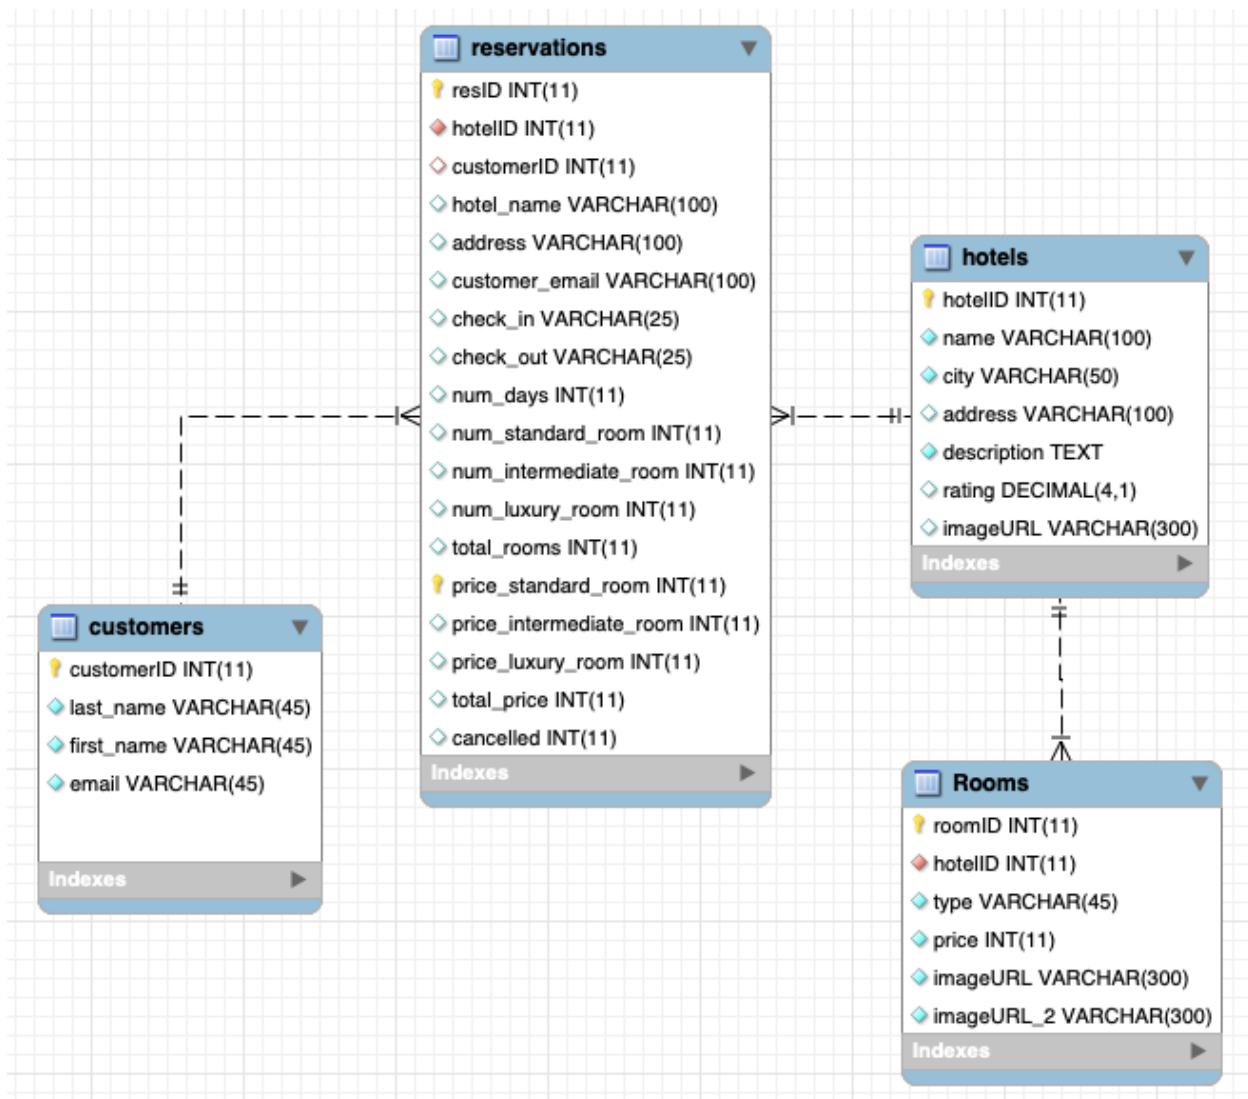 reservations
resID INT(11)
hotelID INT(11)
customerID INT(11)
hotel_name VARCHAR(100)
address VARCHAR(100)
customer_email VARCHAR(100)
check_in VARCHAR(25)
check_out VARCHAR(25)
num_days INT(11)
num_standard_room INT(11)
num_intermediate_room INT(11)
num_luxury_room INT(11)
total_rooms INT(11)
price_standard_room INT(11)
price_intermediate_room INT(11)
price_luxury_room INT(11)
total_price INT(11)
cancelled INT(11)
Indexes
hotels
hotelID INT(11)
name VARCHAR(100)
city VARCHAR(50)
address VARCHAR(100)
description TEXT
rating DECIMAL(4,1)
imageURL VARCHAR(300)
Indexes
customers
customerID INT(11)
last_name VARCHAR(45)
first_name VARCHAR(45)
email VARCHAR(45)
Indexes
Rooms
roomID INT(11)
hotelID INT(11)
type VARCHAR(45)
price INT(11)
imageURL VARCHAR(300)
imageURL_2 VARCHAR(300)
Indexes